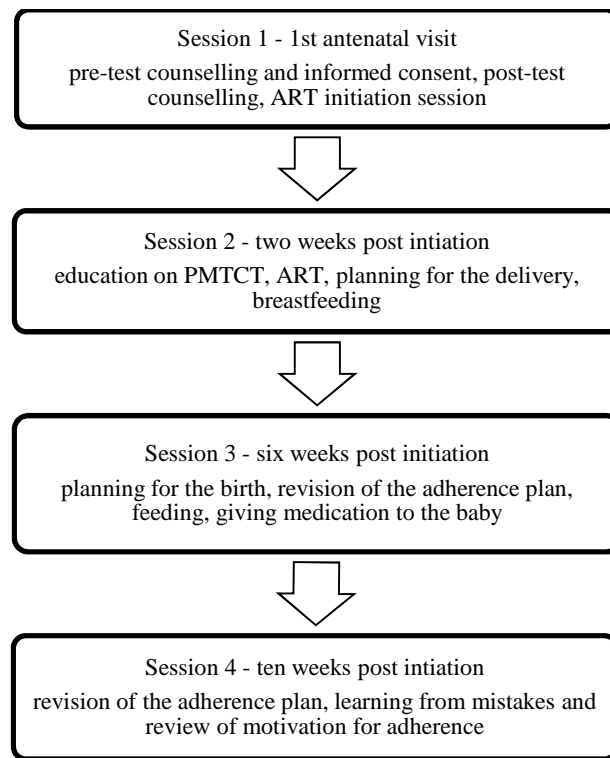 Session 1 - 1st antenatal visit
pre-test counselling and informed consent, post-test
counselling, ART initiation session
Session 2 - two weeks post intiation
education on PMTCT, ART, planning for the delivery,
breastfeeding
Session 3 - six weeks post initiation
planning for the birth, revision of the adherence plan,
feeding, giving medication to the baby
Session 4 - ten weeks post intiation
revision of the adherence plan, learning from mistakes and
review of motivation for adherence